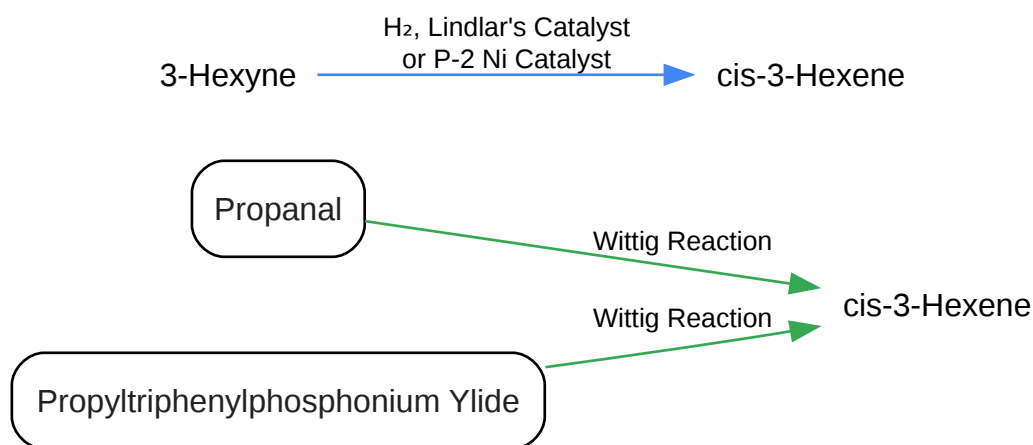 H₂, Lindlar's Catalyst
or P-2 Ni Catalyst
3-Hexyne
cis-3-Hexene
Propanal
Wittig Reaction
cis-3-Hexene
Wittig Reaction
Propyltriphenylphosphonium Ylide